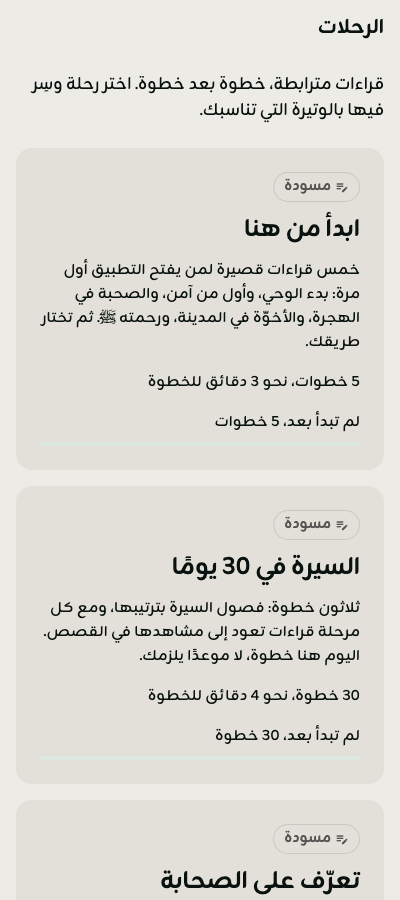 الرحلات
قراءات مترابطة، خطوة بعد خطوة. اختر رحلة وسِر
فيها بالوتيرة التي تناسبك.
مسودة
ابدأ من هنا
خمس قراءات قصيرة لمن يفتح التطبيق أول
مرة: بدء الوحي، وأول من آمن، والصحبة في
الهجرة، والأخوّة في المدينة، ورحمته ﷺ. ثم تختار
طريقك.
5 خطوات، نحو 3 دقائق للخطوة
لم تبدأ بعد، 5 خطوات
مسودة
السيرة في 30 يومًا
ثلاثون خطوة: فصول السيرة بترتيبها، ومع كل
مرحلة قراءات تعود إلى مشاهدها في القصص.
اليوم هنا خطوة، لا موعدًا يلزمك.
30 خطوة، نحو 4 دقائق للخطوة
لم تبدأ بعد، 30 خطوة
مسودة
تعرّف على الصحابة